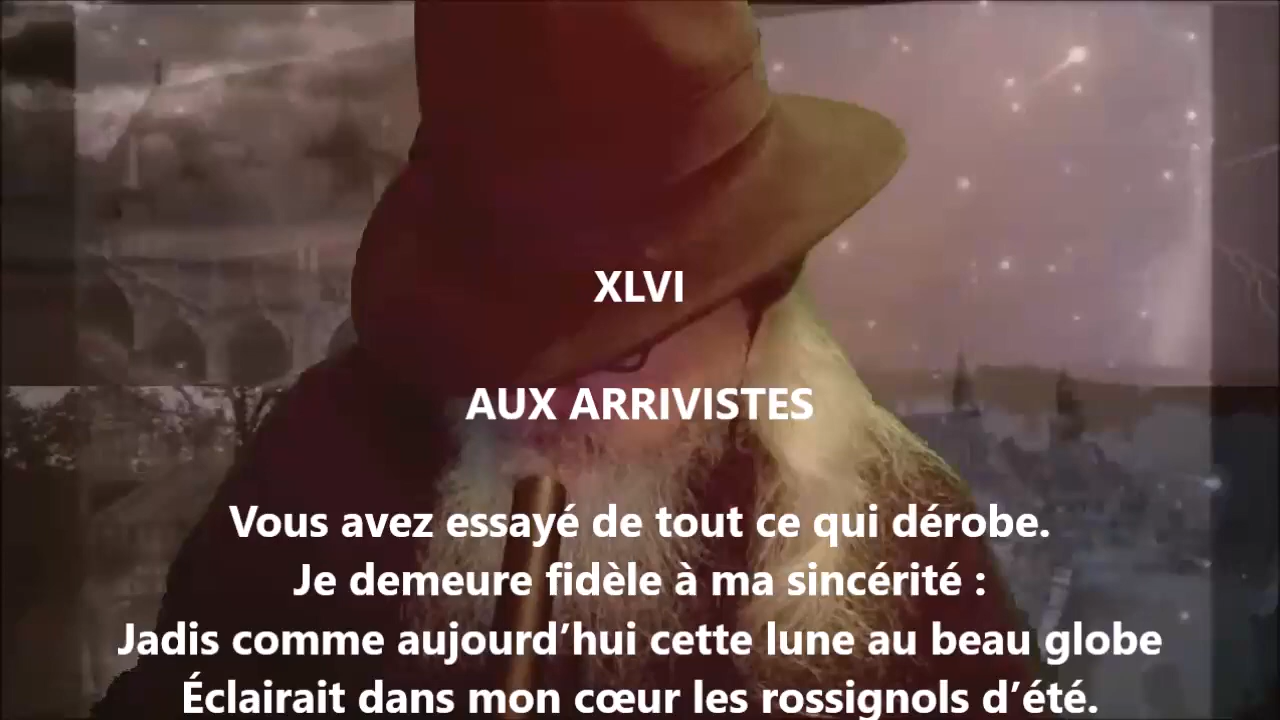 XLVI
AUX ARRIVISTES
Vous avez essayé de tout ce qui dérobe.
Je demeure fidèle à ma sincérité :
Jadis comme aujourd’hui cette lune au beau globe
Éclairait dans mon cœur les rossignols d’été.